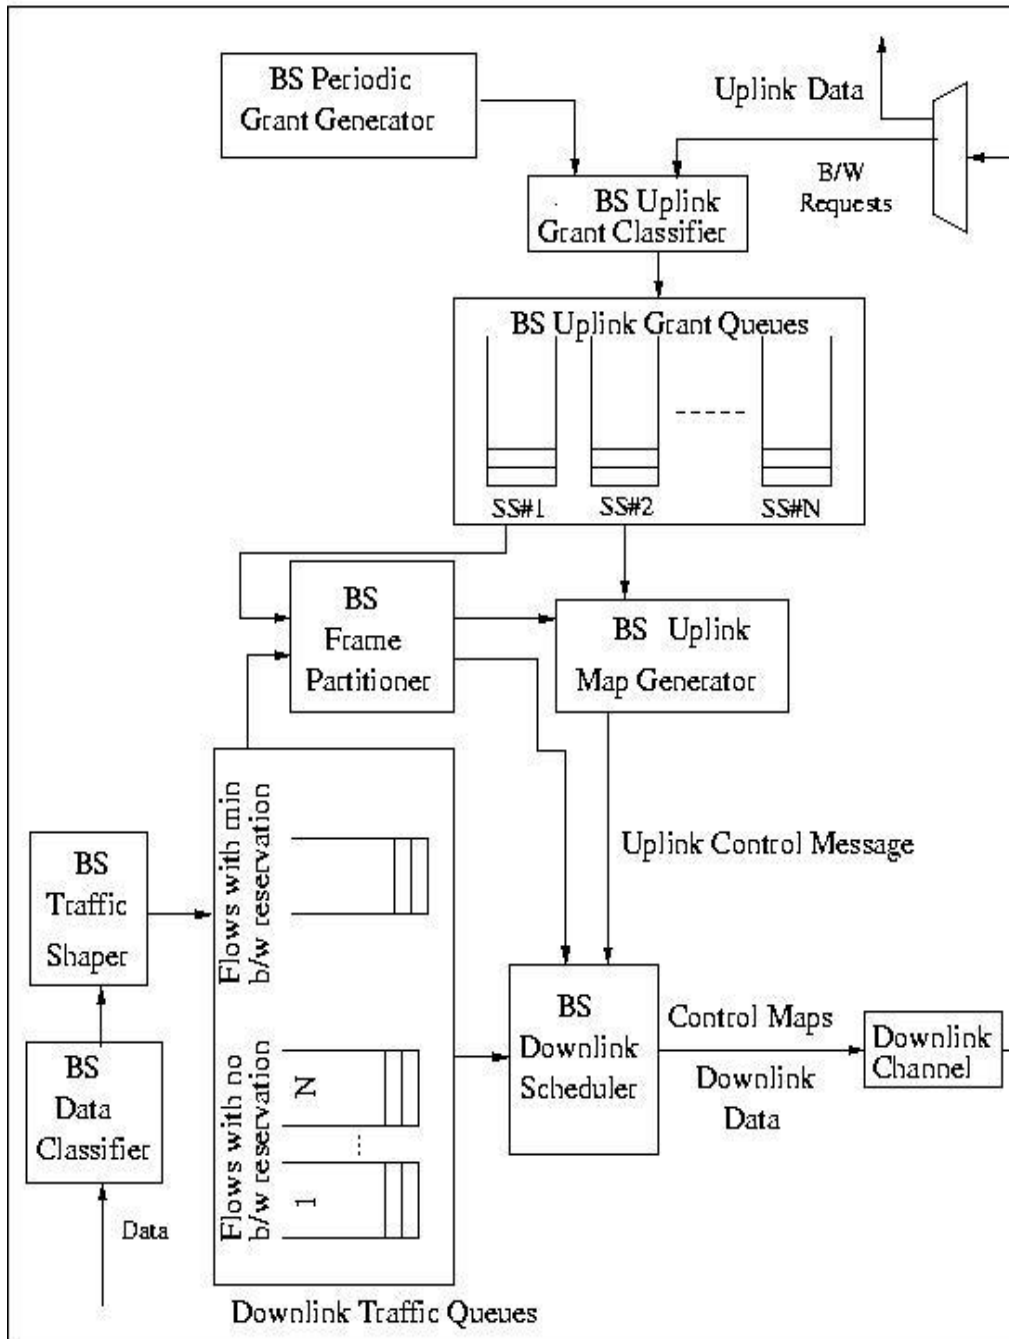 BS Periodic
Grant Generator
Uplink Data
B/W
Requests
BS Uplink
Grant Classifier
BS Uplink Grant Queues
SS#1
SS#2
SS#N
BS
Frame
Partitioner
BS Uplink
Map Generator
Flows with min
b/w reservation
Uplink Control Message
BS
Traffic
Shaper
BS
Data
Classifier
Data
Flows with no
b/w reservation
N
1
BS
Downlink
Scheduler
Control Maps
Downlink
Data
Downlink
Channel
Downlink Traffic Queues